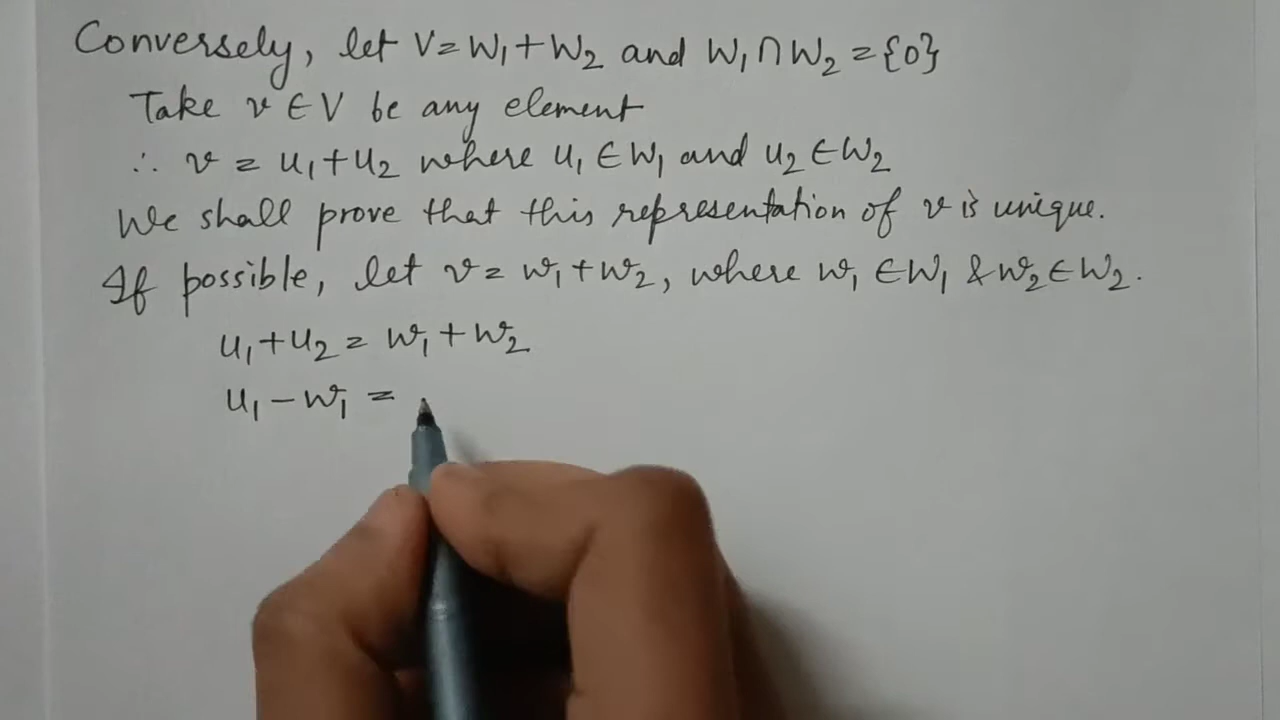 Conversely, let V = W₁ + W₂ and W₁ ∩ W₂ = {0}
Take v ∈ V be any element
∴ v = u₁ + u₂ where u₁ ∈ W₁ and u₂ ∈ W₂
We shall prove that this representation of v is unique.
If possible, let v = w₁ + w₂, where w₁ ∈ W₁ & w₂ ∈ W₂.
u₁ + u₂ = w₁ + w₂
u₁ − w₁ =